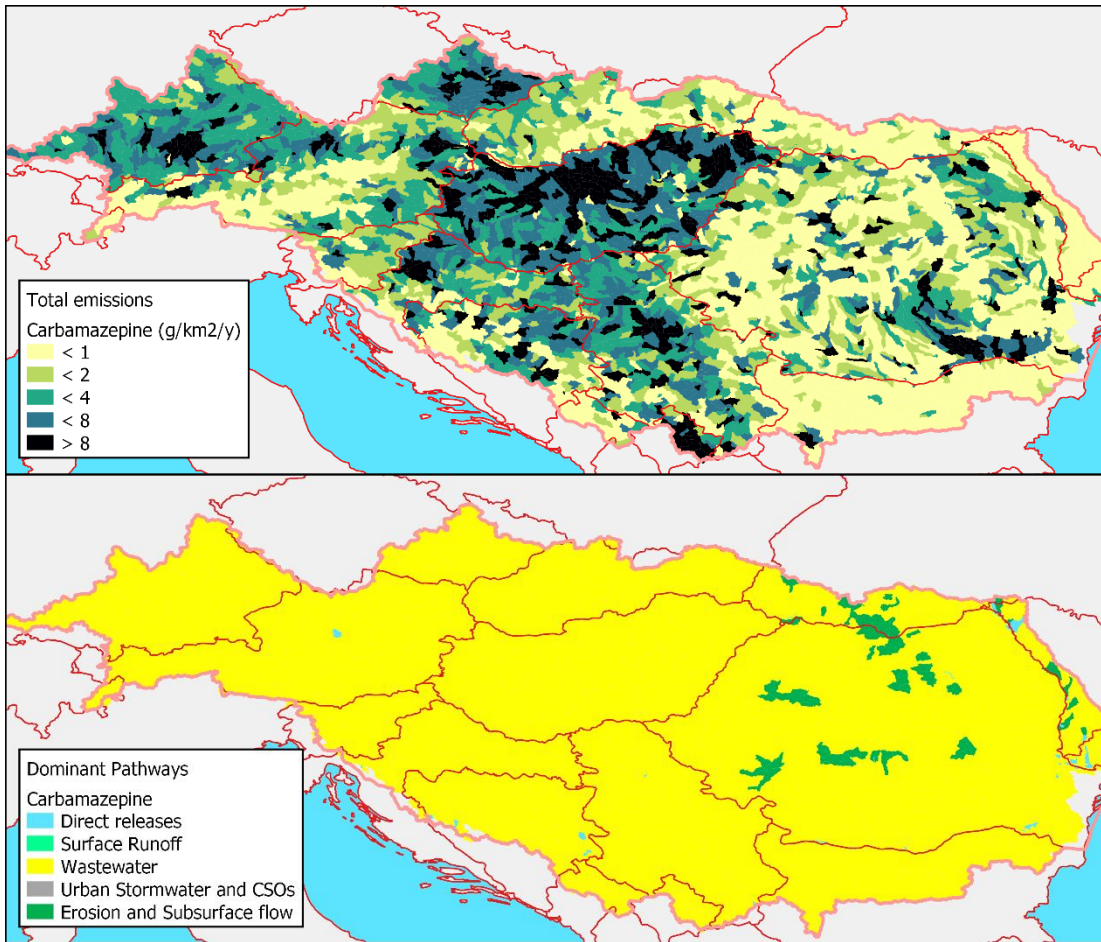 Total emissions
Carbamazepine (g/km2/y)
< 1
< 2
< 4
< 8
> 8
Dominant Pathways
Carbamazepine
Direct releases
Surface Runoff
Wastewater
Urban Stormwater and CSOs
Erosion and Subsurface flow